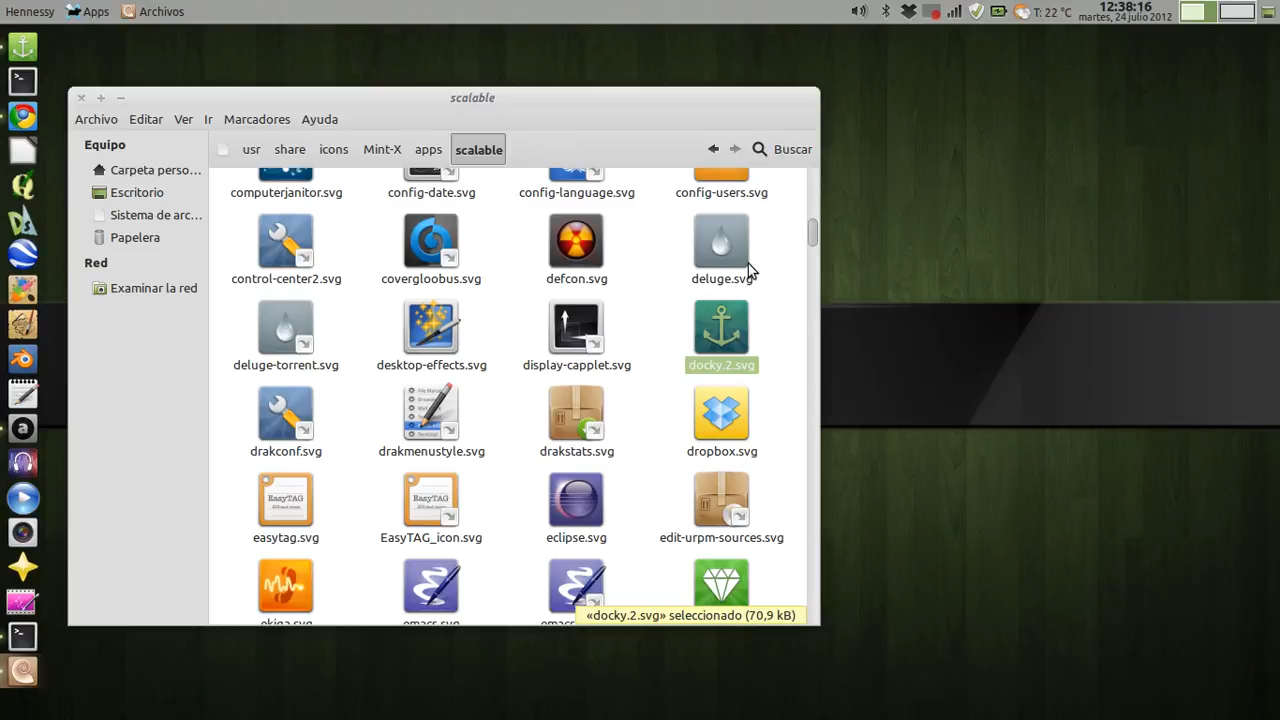 Hennessy Apps Archivos
T: 22 °C
12:38:16
martes, 24 julio 2012
scalable
Archivo Editar Ver Ir Marcadores Ayuda
Equipo
Carpeta perso...
Escritorio
Sistema de arc...
Papelera
Red
Examinar la red
usr share icons Mint-X apps scalable Buscar
computerjanitor.svg config-date.svg config-language.svg config-users.svg
control-center2.svg covergloobus.svg defcon.svg deluge.svg
deluge-torrent.svg desktop-effects.svg display-capplet.svg docky.2.svg
drakconf.svg drakmenustyle.svg drakstats.svg dropbox.svg
EasyTAG EasyTAG
easytag.svg EasyTAG_icon.svg eclipse.svg edit-urpm-sources.svg
ekiga.svg emacs.svg
«docky.2.svg» seleccionado (70,9 kB)